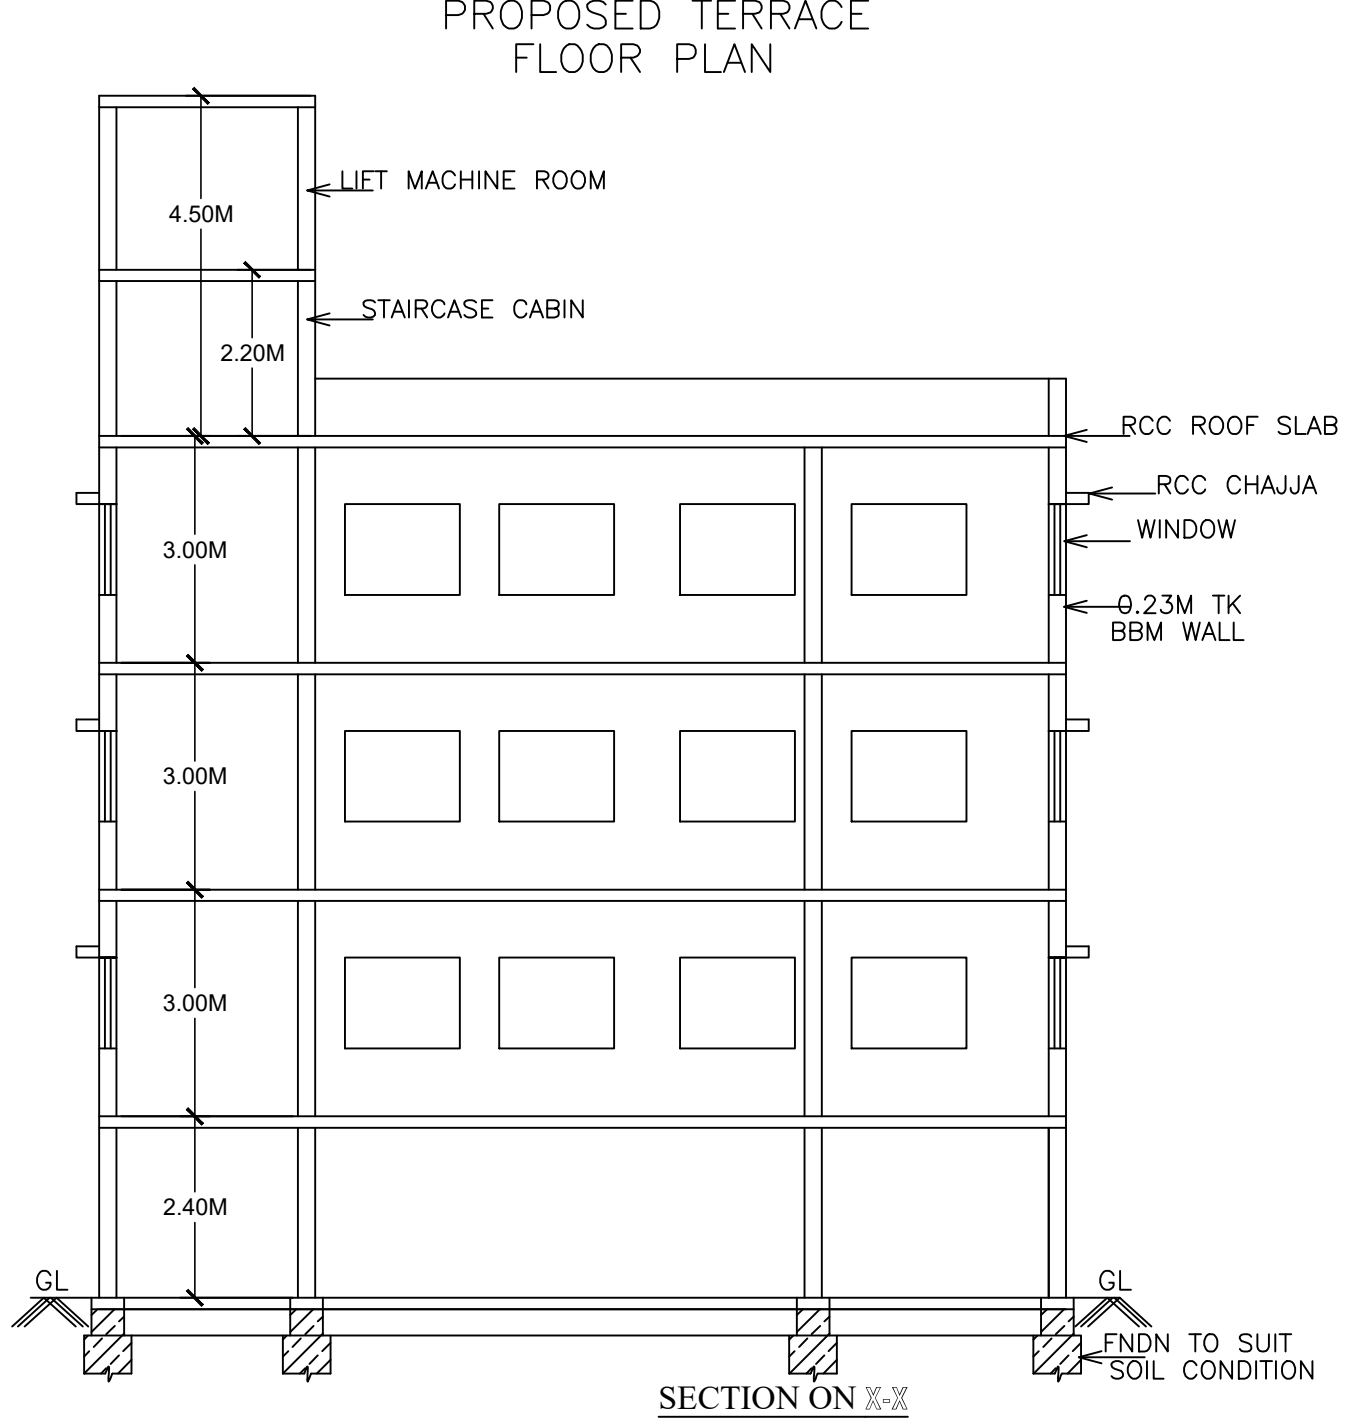 PROPOSED TERRACE
FLOOR PLAN
LIFT MACHINE ROOM
4.50M
STAIRCASE CABIN
2.20M
RCC ROOF SLAB
RCC CHAJJA
WINDOW
3.00M
0.23M TK
BBM WALL
3.00M
3.00M
2.40M
GL
GL
FNDN TO SUIT
SOIL CONDITION
SECTION ON X-X